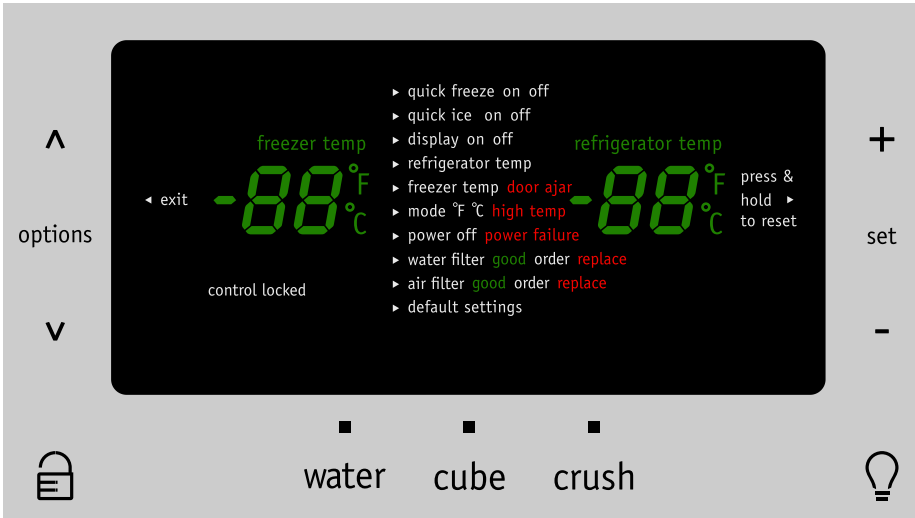 quick freeze on off
quick ice on off
display on off
freezer temp
refrigerator temp
refrigerator temp
-88 °F °C
-88 °F °C
freezer temp door ajar
mode °F °C high temp
power off power failure
water filter good order replace
air filter good order replace
default settings
exit
press &
hold
to reset
control locked
^
options
v
+
set
-
water
cube
crush